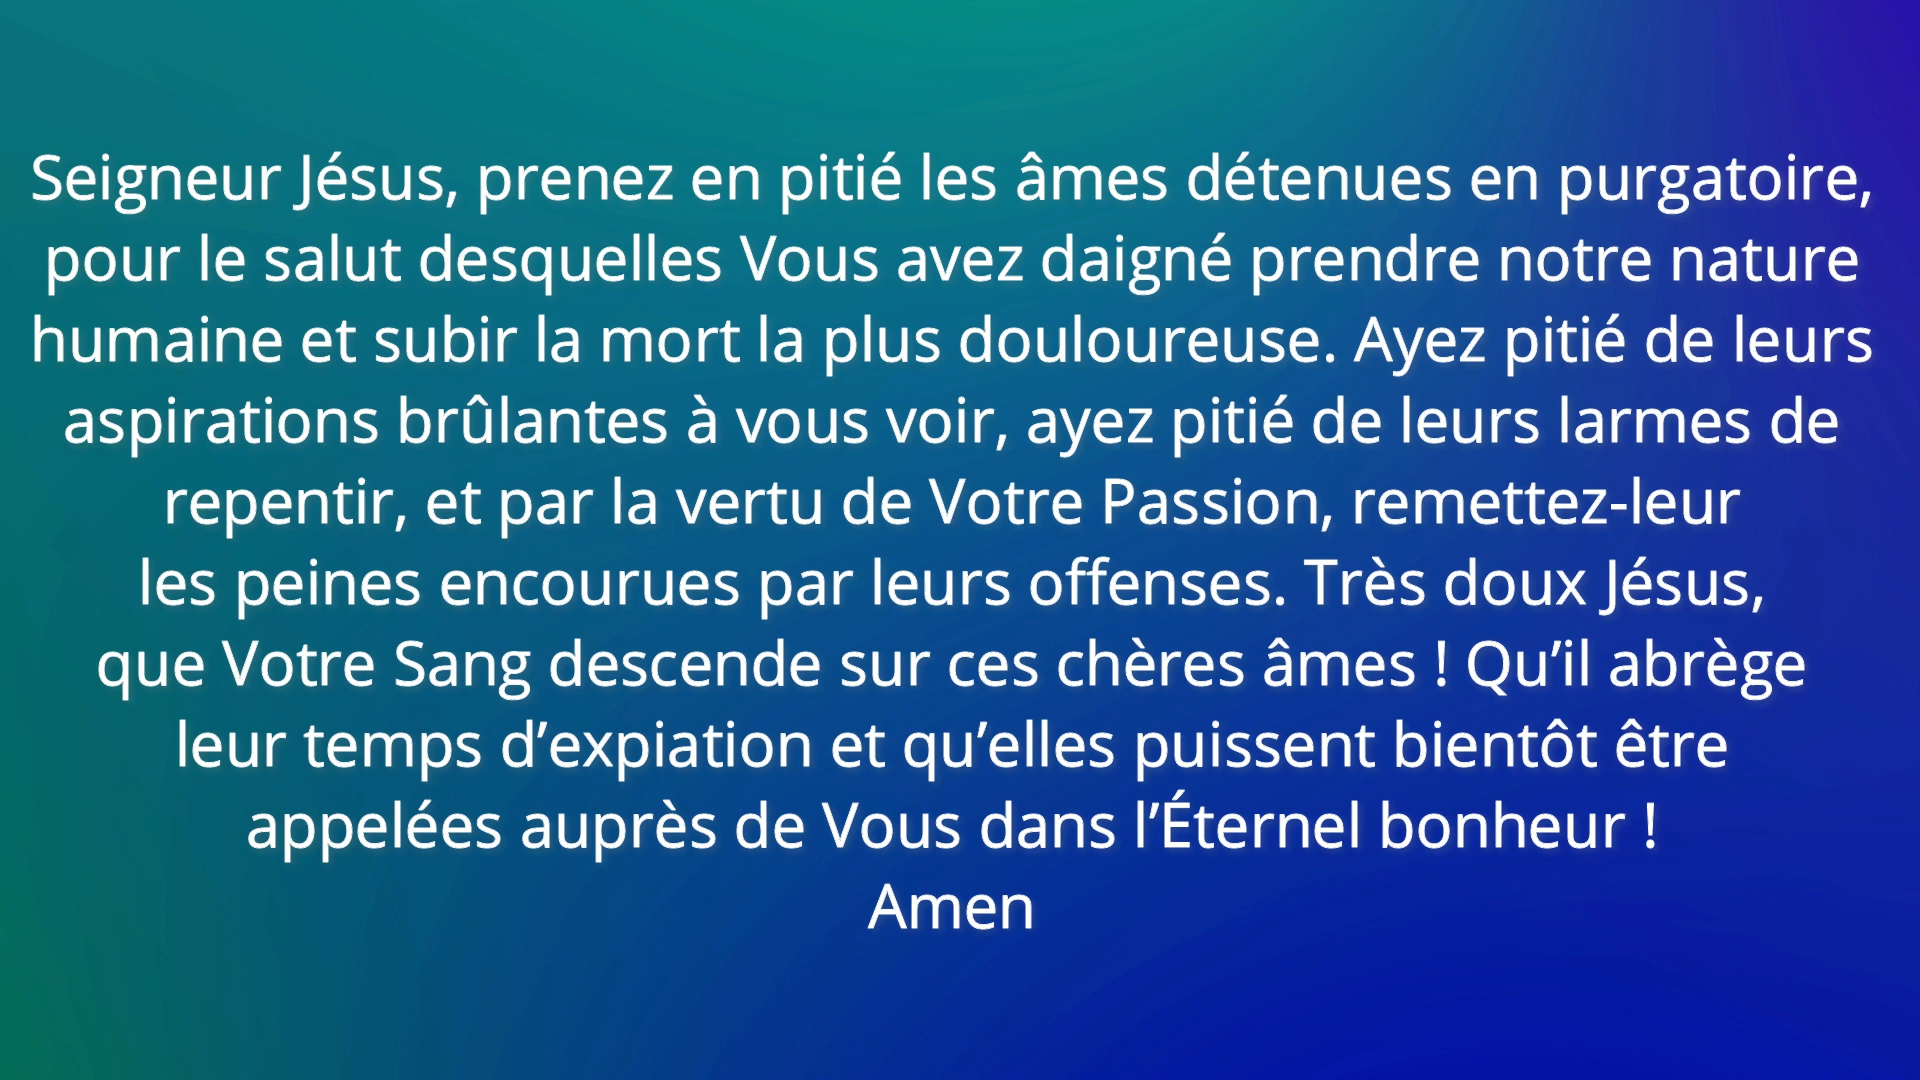 Seigneur Jésus, prenez en pitié les âmes détenues en purgatoire,
pour le salut desquelles Vous avez daigné prendre notre nature
humaine et subir la mort la plus douloureuse. Ayez pitié de leurs
aspirations brûlantes à vous voir, ayez pitié de leurs larmes de
repentir, et par la vertu de Votre Passion, remettez-leur
les peines encourues par leurs offenses. Très doux Jésus,
que Votre Sang descende sur ces chères âmes ! Qu’il abrège
leur temps d’expiation et qu’elles puissent bientôt être
appelées auprès de Vous dans l’Éternel bonheur !
Amen